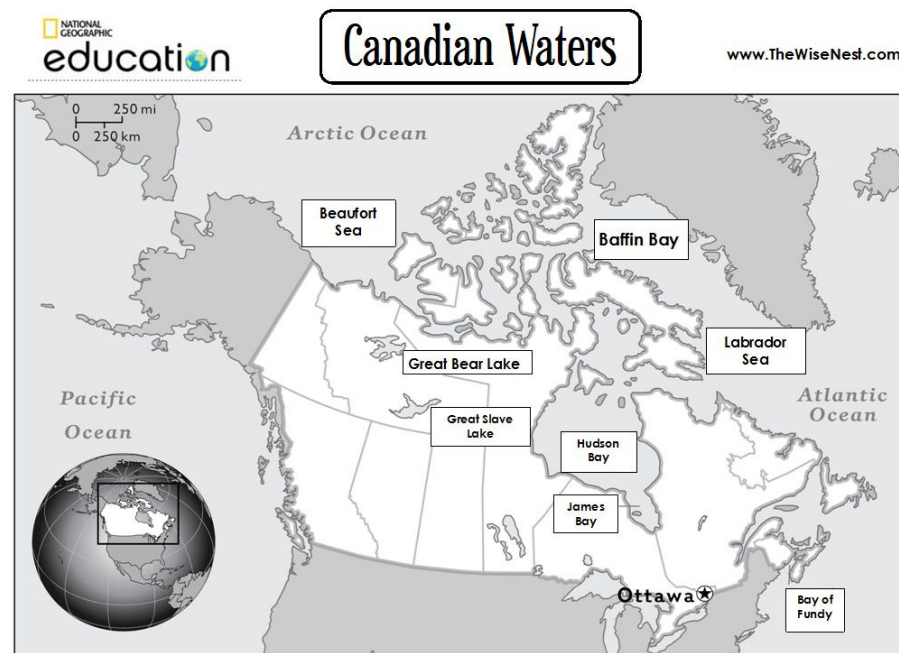 NATIONAL
GEOGRAPHIC
education
Canadian Waters
www.TheWiseNest.com
0 250 mi
0 250 km
Arctic Ocean
Beaufort
Sea
Baffin Bay
Labrador
Sea
Great Bear Lake
Pacific
Ocean
Atlantic
Ocean
Great Slave
Lake
Hudson
Bay
James
Bay
Ottawa
Bay of
Fundy